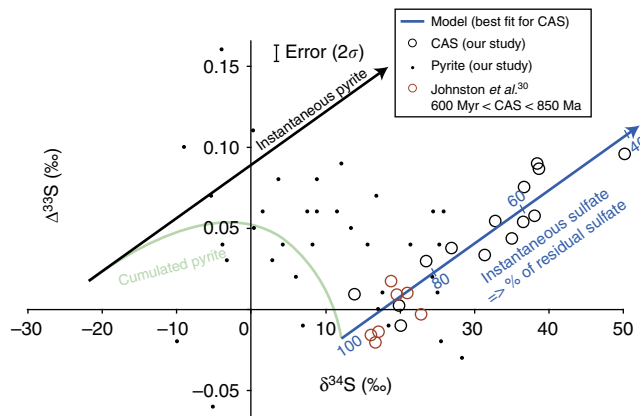 Model (best fit for CAS)
CAS (our study)
Pyrite (our study)
Johnston et al.30
600 Myr < CAS < 850 Ma
Error (2σ)
0.15
0.10
0.05
−0.05
Δ33S (‰)
Instantaneous pyrite
Cumulated pyrite
Instantaneous sulfate
=> % of residual sulfate
100
80
60
40
−30
−20
−10
0
10
20
30
40
50
δ34S (‰)